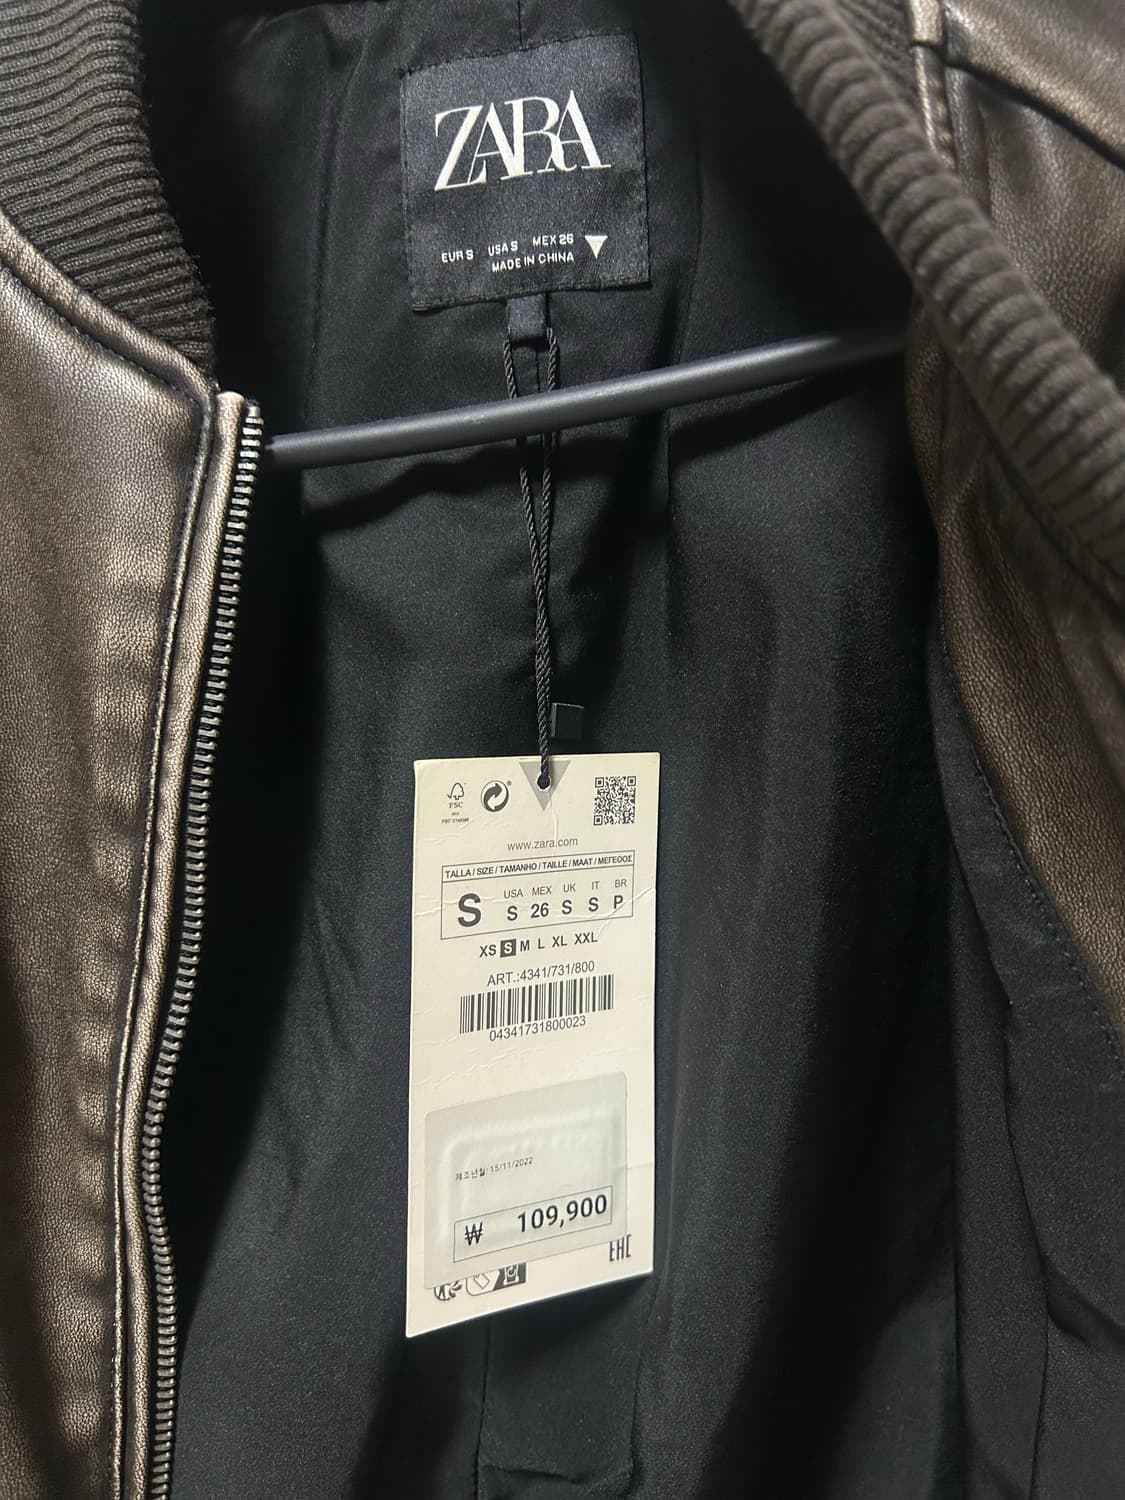 ZARA
EUR S USA S MEX 26
MADE IN CHINA
FSC
www.zara.com
TALLA / SIZE / TAMANHO / TAILLE / MAAT / ΜΕΓΕΘΟΣ
USA MEX UK IT BR
S S 26 S S P
XS S M L XL XXL
ART.:4341/731/800
04341731800023
제조년월: 15/11/2022
₩ 109,900
EAC